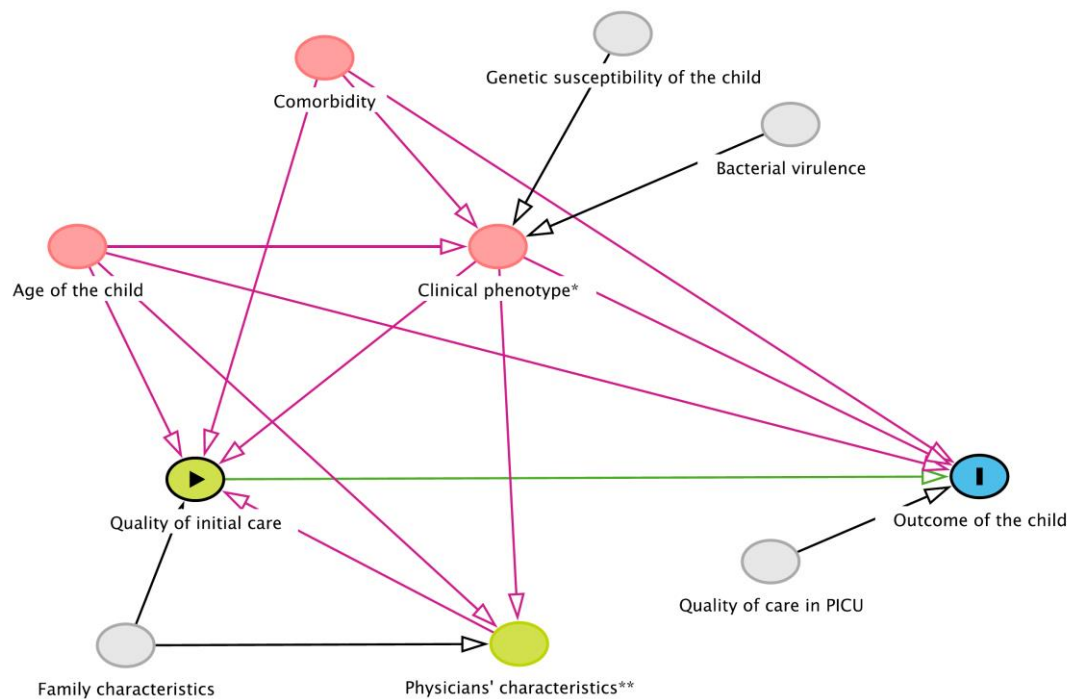 Genetic susceptibility of the child
Comorbidity
Bacterial virulence
Age of the child
Clinical phenotype*
Quality of initial care
Outcome of the child
Quality of care in PICU
Family characteristics
Physicians' characteristics**